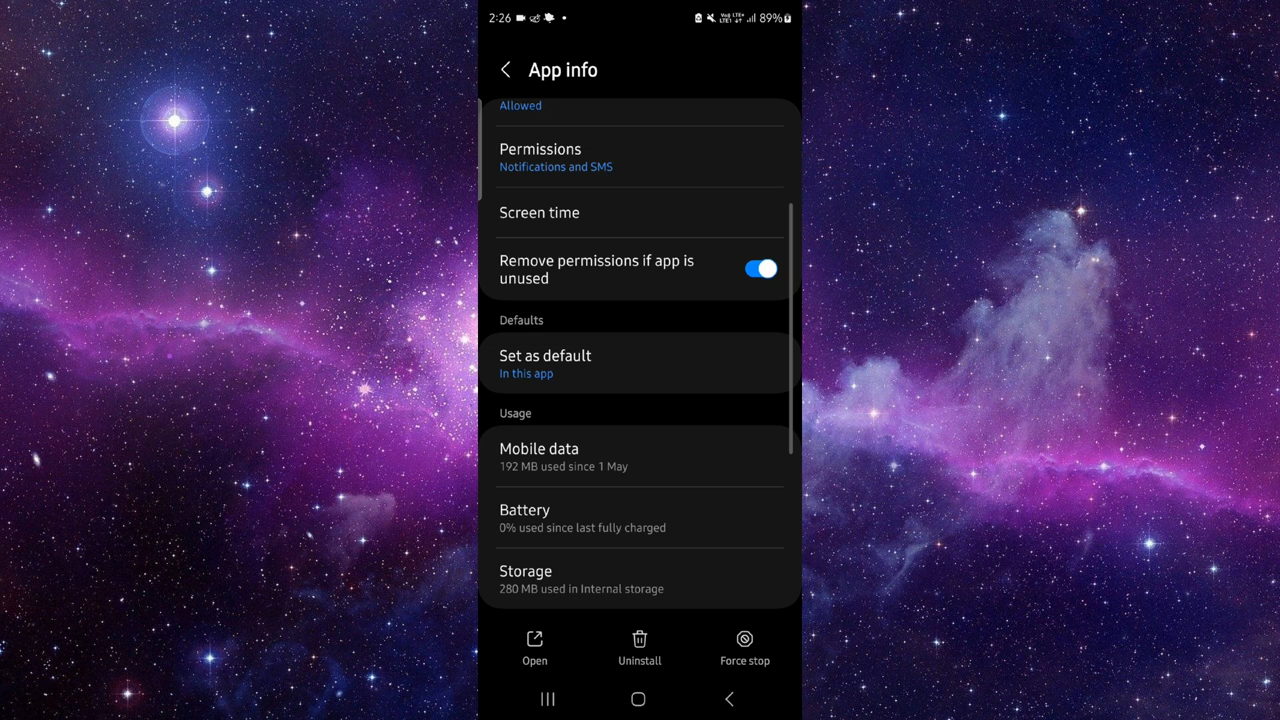 2:26
89%
App info
Allowed
Permissions
Notifications and SMS
Screen time
Remove permissions if app is
unused
Defaults
Set as default
In this app
Usage
Mobile data
192 MB used since 1 May
Battery
0% used since last fully charged
Storage
280 MB used in Internal storage
Open
Uninstall
Force stop